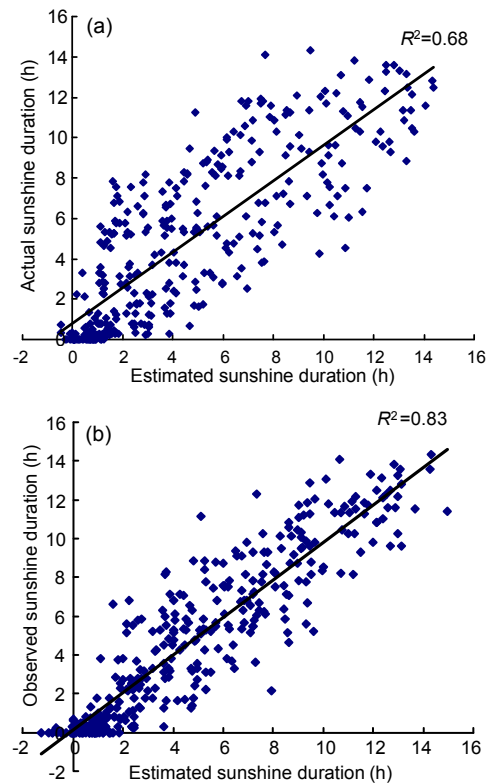 (a)
R²=0.68
16
14
12
10
8
6
4
2
0
-2 0 2 4 6 8 10 12 14 16
Actual sunshine duration (h)
Estimated sunshine duration (h)
(b)
R²=0.83
16
14
12
10
8
6
4
2
0
-2 0 2 4 6 8 10 12 14 16
-2
Observed sunshine duration (h)
Estimated sunshine duration (h)